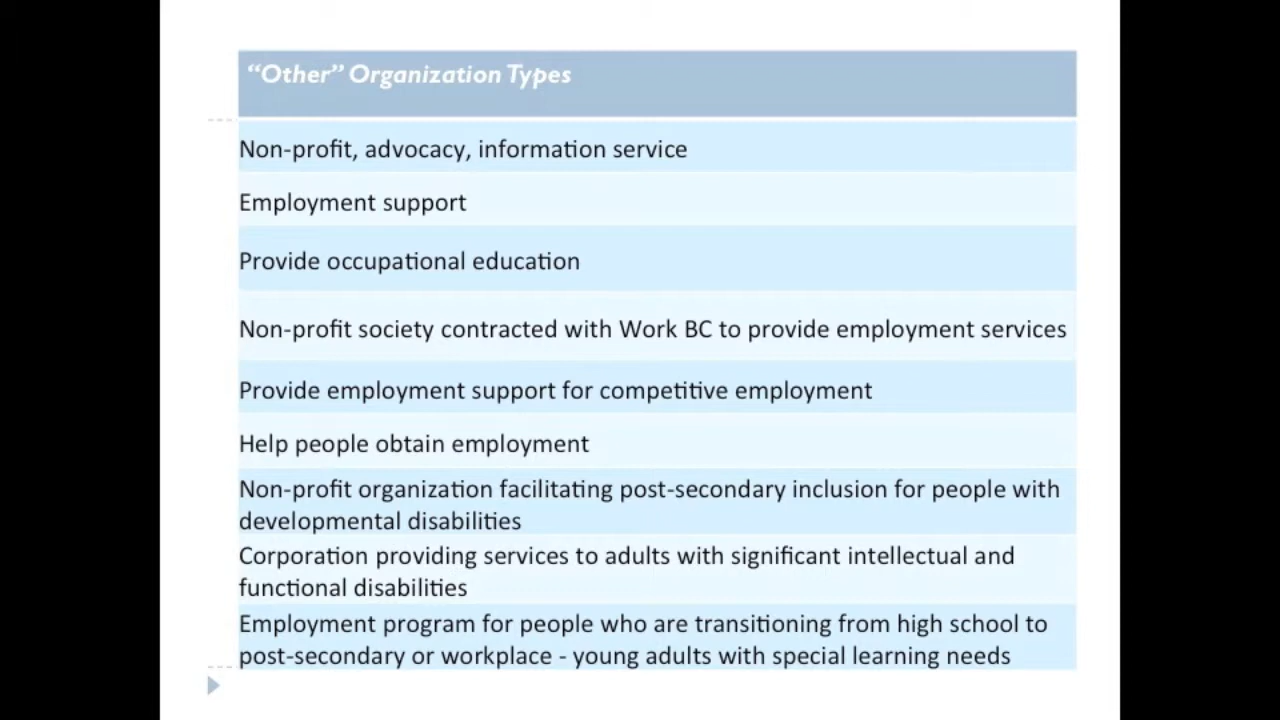 “Other” Organization Types
Non-profit, advocacy, information service
Employment support
Provide occupational education
Non-profit society contracted with Work BC to provide employment services
Provide employment support for competitive employment
Help people obtain employment
Non-profit organization facilitating post-secondary inclusion for people with
developmental disabilities
Corporation providing services to adults with significant intellectual and
functional disabilities
Employment program for people who are transitioning from high school to
post-secondary or workplace - young adults with special learning needs